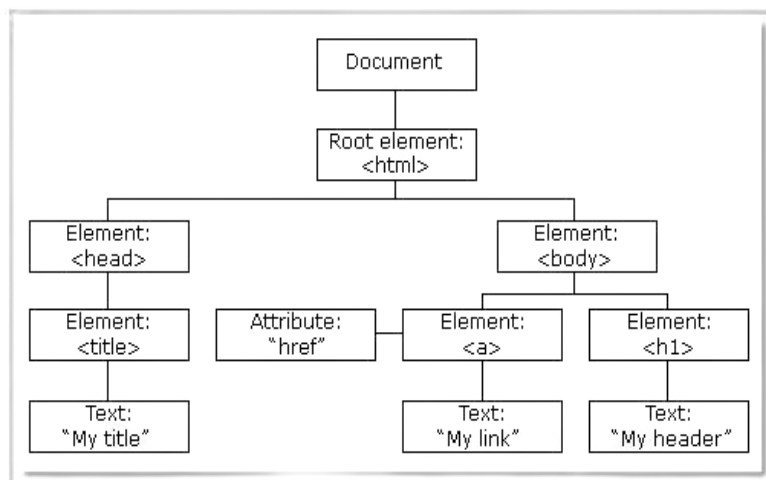 Document
Root element:
<html>
Element:
<head>
Element:
<body>
Element:
<title>
Attribute:
“href”
Element:
<a>
Element:
<h1>
Text:
“My title”
Text:
“My link”
Text:
“My header”